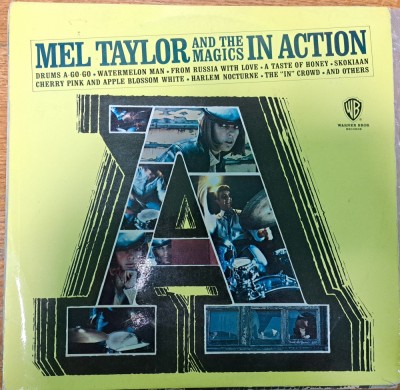 MEL TAYLOR AND THE MAGICS IN ACTION
DRUMS A-GO-GO • WATERMELON MAN • FROM RUSSIA WITH LOVE • A TASTE OF HONEY • SKOKIAAN
CHERRY PINK AND APPLE BLOSSOM WHITE • HARLEM NOCTURNE • THE "IN" CROWD • AND OTHERS
WB
WARNER BROS
RECORDS
A